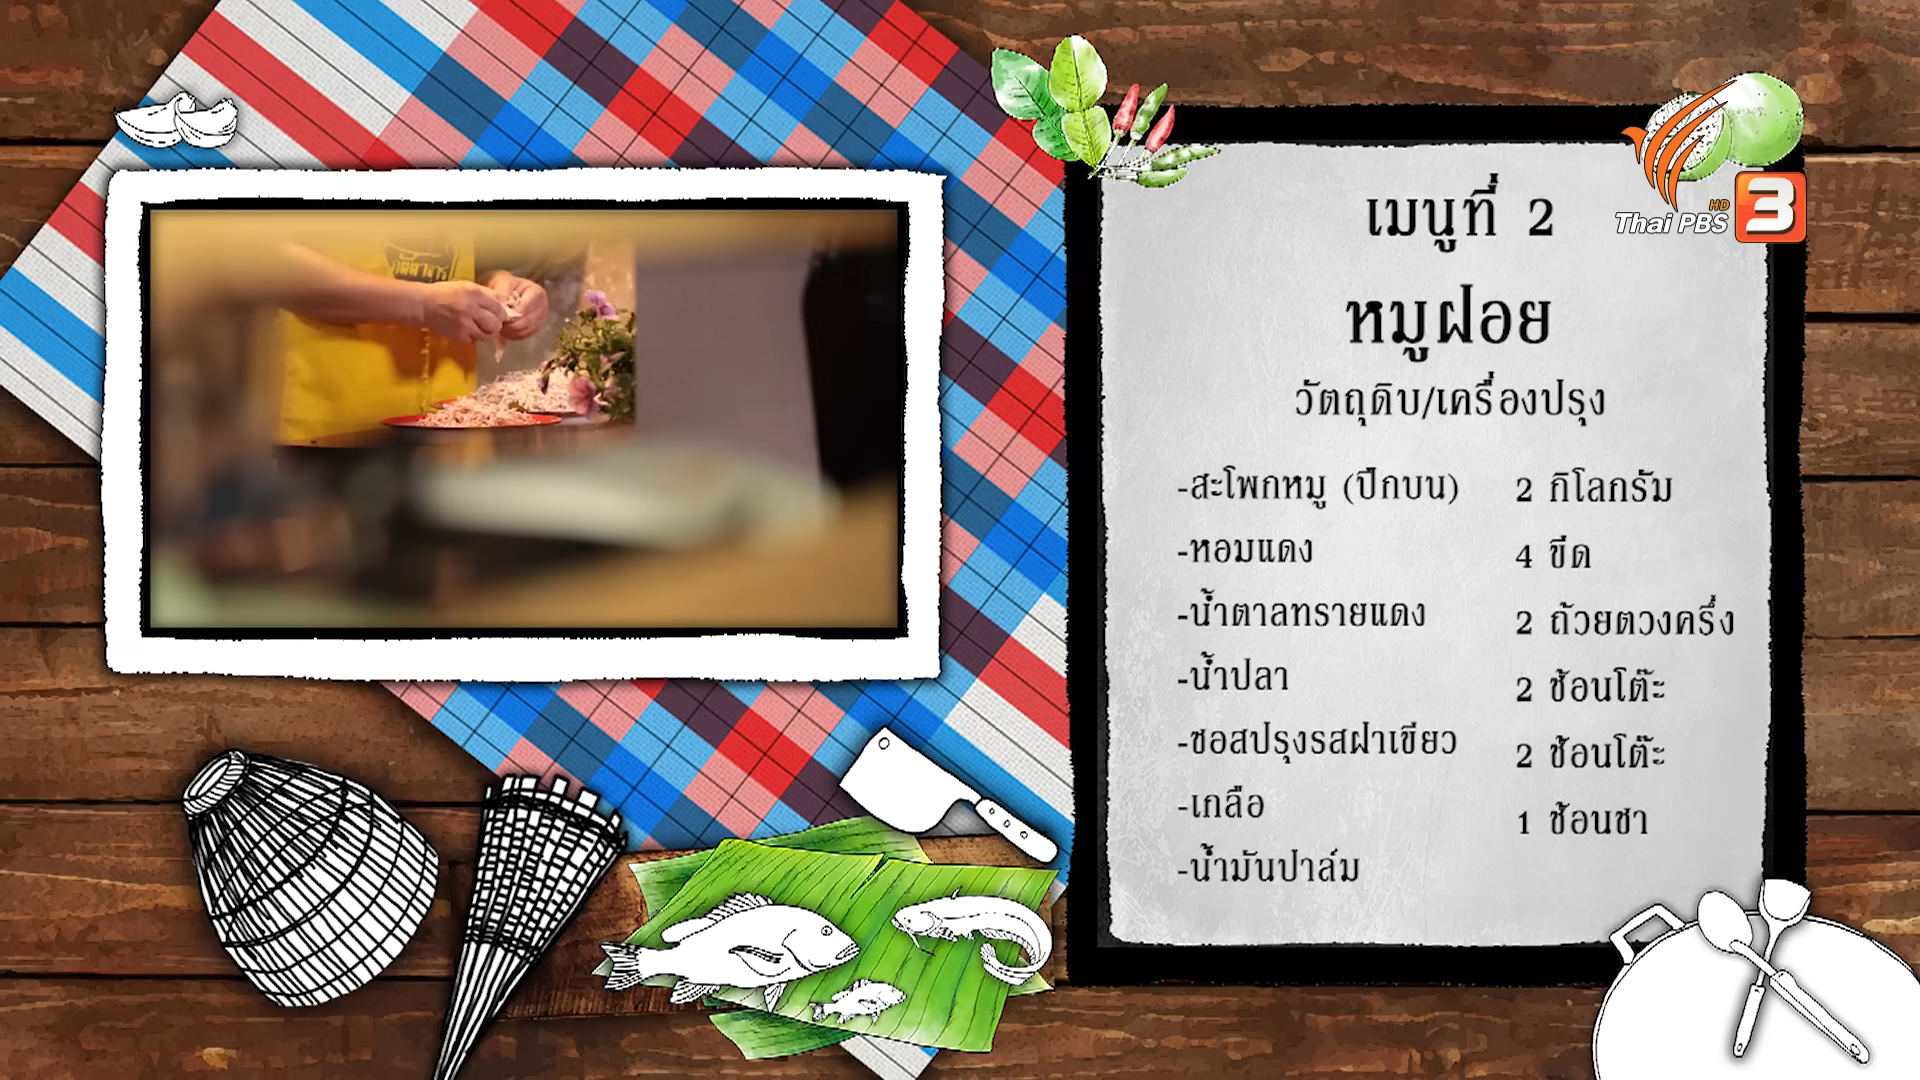 เมนูที่ 2
หมูฝอย
วัตถุดิบ/เครื่องปรุง
-สะโพกหมู (ปีกบน) 2 กิโลกรัม
-หอมแดง 4 ขีด
-น้ำตาลทรายแดง 2 ถ้วยตวงครึ่ง
-น้ำปลา 2 ช้อนโต๊ะ
-ซอสปรุงรสฝาเขียว 2 ช้อนโต๊ะ
-เกลือ 1 ช้อนชา
-น้ำมันปาล์ม
HD
Thai PBS 3